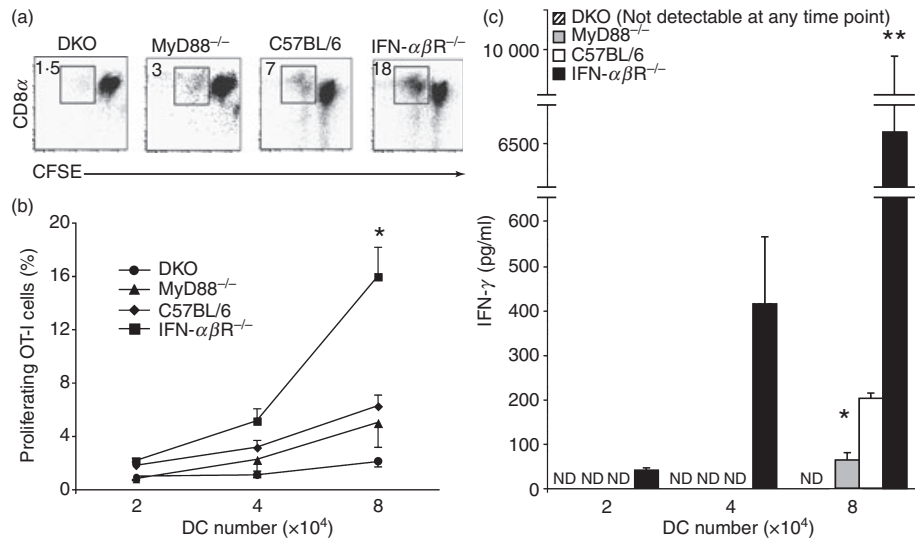 (a)
DKO MyD88−/− C57BL/6 IFN-αβR−/−
1·5 3 7 18
CD8α
CFSE
(b)
20
16
12
8
4
0
Proliferating OT-I cells (%)
DKO
MyD88−/−
C57BL/6
IFN-αβR−/−
*
2 4 8
DC number (×10⁴)
(c)
DKO (Not detectable at any time point)
MyD88−/−
C57BL/6
IFN-αβR−/−
**
10 000
6500
600
500
400
300
200
100
0
IFN-γ (pg/ml)
*
ND ND ND ND ND ND ND
2 4 8
DC number (×10⁴)